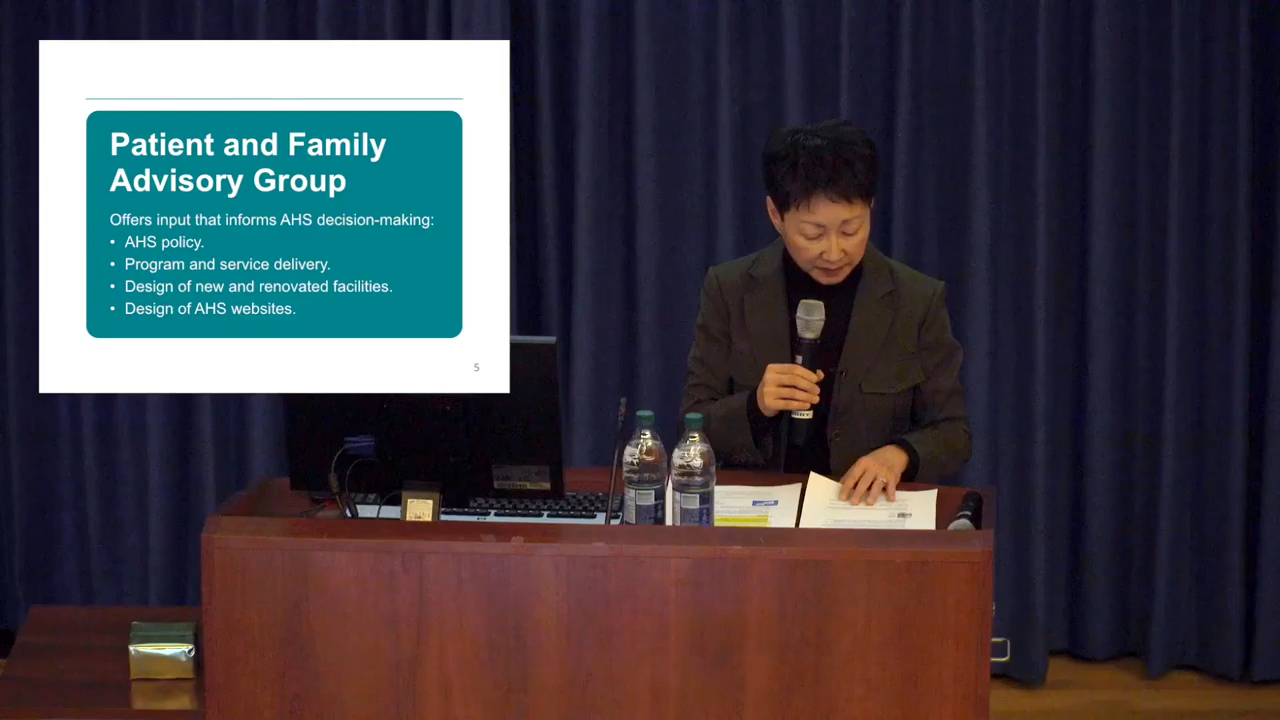 Patient and Family
Advisory Group
Offers input that informs AHS decision-making:
• AHS policy.
• Program and service delivery.
• Design of new and renovated facilities.
• Design of AHS websites.
5